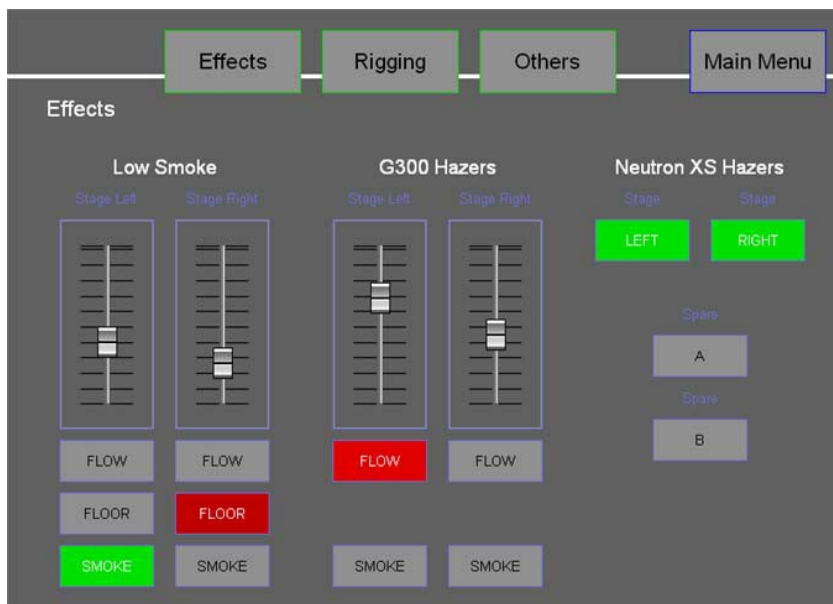 Effects Rigging Others Main Menu
Effects
Low Smoke G300 Hazers Neutron XS Hazers
Stage Left Stage Right Stage Left Stage Right Stage Stage
LEFT RIGHT
Spare
A
Spare
B
FLOW FLOW FLOW FLOW
FLOOR FLOOR
SMOKE SMOKE SMOKE SMOKE